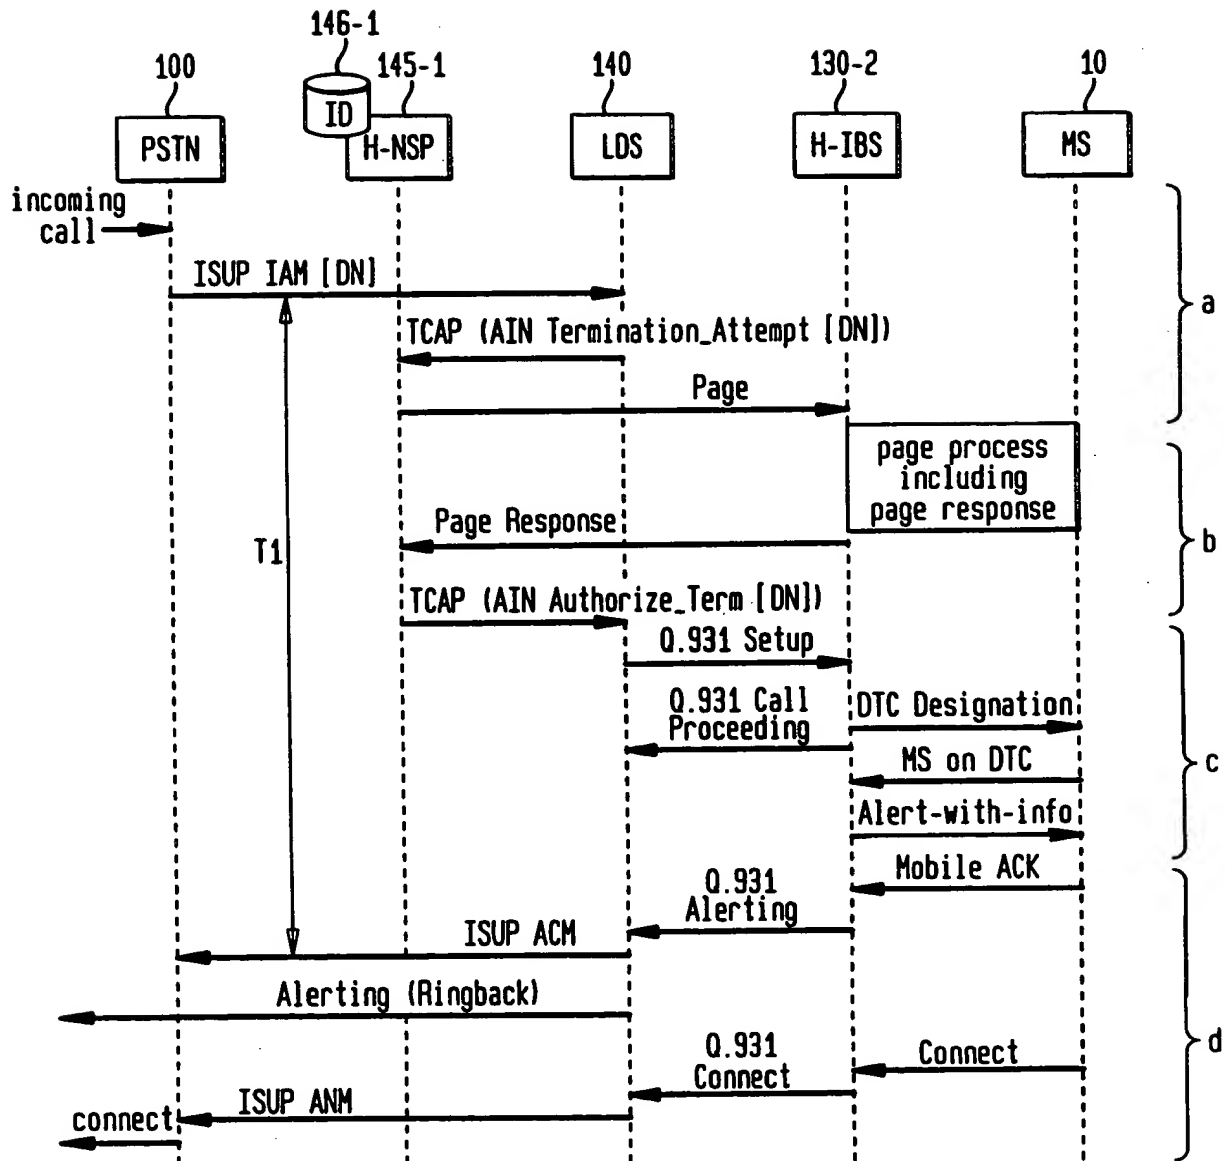 146-1
100
145-1
140
130-2
10
ID
PSTN
H-NSP
LDS
H-IBS
MS
incoming
call
ISUP IAM [DN]
a
TCAP (AIN Termination_Attempt [DN])
Page
page process
including
page response
Page Response
b
T1
TCAP (AIN Authorize_Term [DN])
Q.931 Setup
Q.931 Call
Proceeding
DTC Designation
MS on DTC
c
Alert-with-info
Mobile ACK
Q.931
Alerting
ISUP ACM
Alerting (Ringback)
d
Q.931
Connect
Connect
ISUP ANM
connect